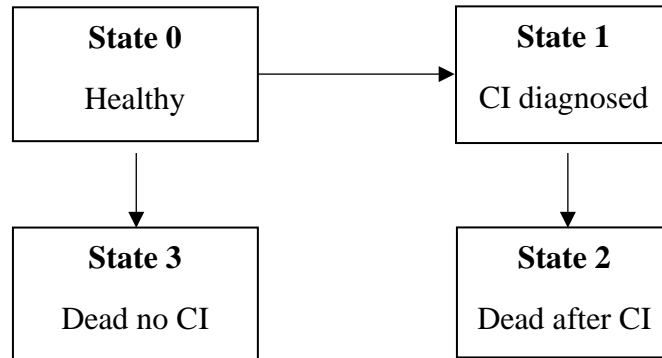 State 0
Healthy
State 1
CI diagnosed
State 3
Dead no CI
State 2
Dead after CI